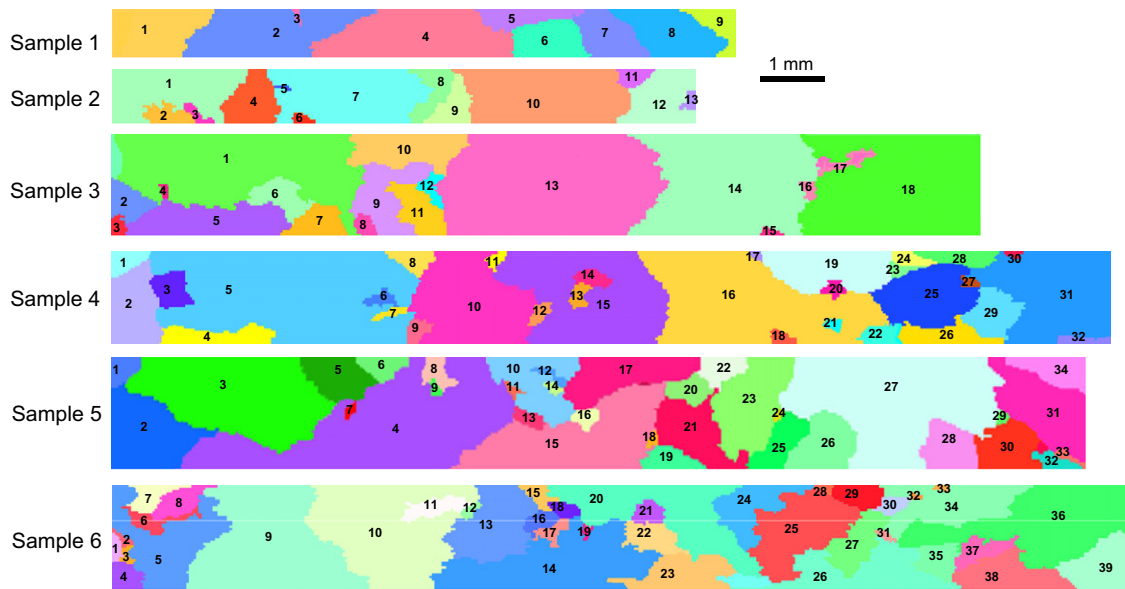 Sample 1
1 2 3 4 5 6 7 8 9
1 mm
Sample 2
1 2 3 4 5 6 7 8 9 10 11 12 13
Sample 3
1 2 3 4 5 6 7 8 9 10 11 12 13 14 15 16 17 18
Sample 4
1 2 3 4 5 6 7 8 9 10 11 12 13 14 15 16 17 18 19 20 21 22 23 24 25 26 27 28 29 30 31 32
Sample 5
1 2 3 4 5 6 7 8 9 10 11 12 13 14 15 16 17 18 19 20 21 22 23 24 25 26 27 28 29 30 31 32 33 34
Sample 6
1 2 3 4 5 6 7 8 9 10 11 12 13 14 15 16 17 18 19 20 21 22 23 24 25 26 27 28 29 30 31 32 33 34 35 36 37 38 39